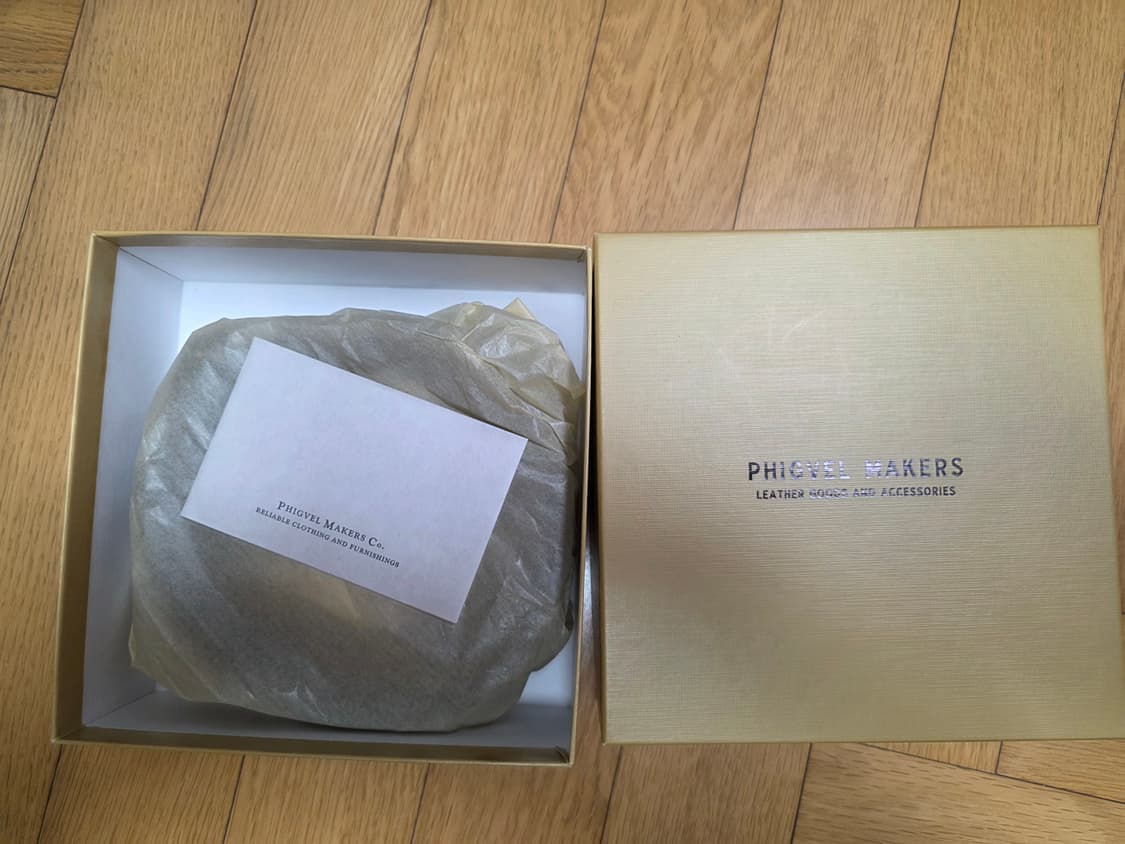 PHIGVEL MAKERS Co.
RELIABLE CLOTHING AND FURNISHINGS
PHIGVEL MAKERS
LEATHER GOODS AND ACCESSORIES